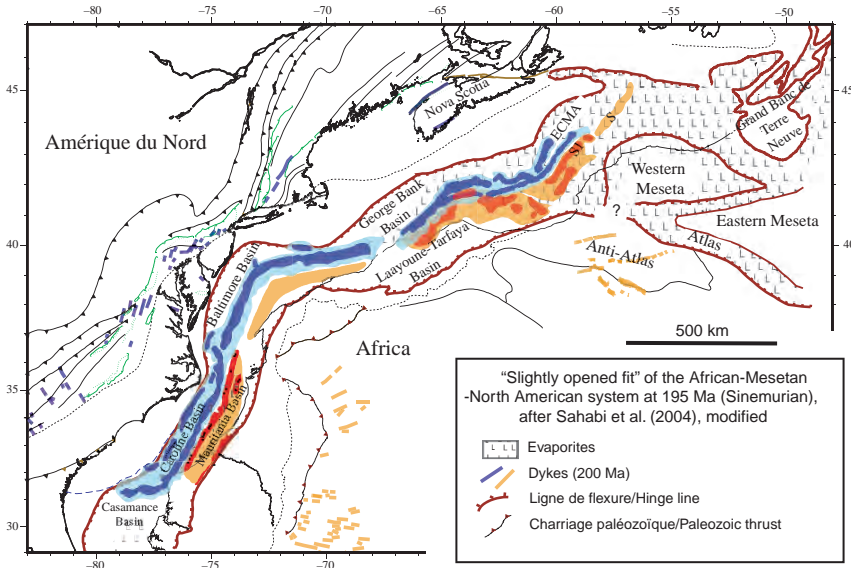 −80
−75
−70
−65
−60
−55
−50
45
45
40
40
35
30
−80
−75
−70
Amérique du Nord
Nova Scotia
ECMA
S
S1
Grand Banc de
Terre
Neuve
Western
Meseta
?
Eastern Meseta
Atlas
Anti-Atlas
George Bank
Basin
Laayoune-Tarfaya
Basin
Baltimore Basin
Africa
500 km
Caroline Basin
Mauritania Basin
Casamance
Basin
“Slightly opened fit” of the African-Mesetan
-North American system at 195 Ma (Sinemurian),
after Sahabi et al. (2004), modified
Evaporites
Dykes (200 Ma)
Ligne de flexure/Hinge line
Charriage paléozoïque/Paleozoic thrust